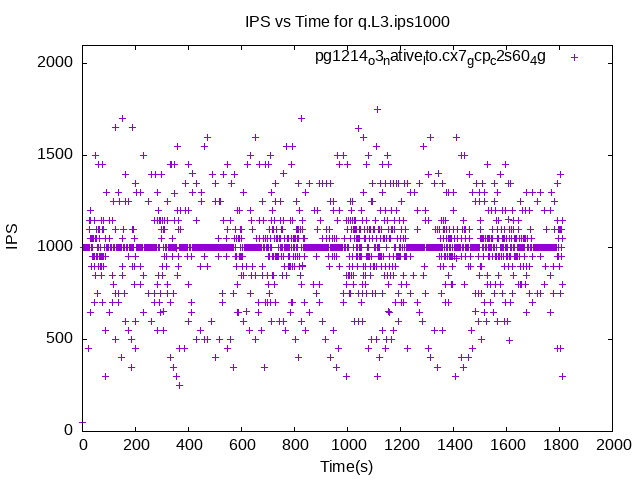 IPS vs Time for q.L3.ips1000
pg1214ₒ3ₙativeₗto.cx7gcpc2s604g
2000
1500
1000
500
0
IPS
0 200 400 600 800 1000 1200 1400 1600 1800 2000
Time(s)